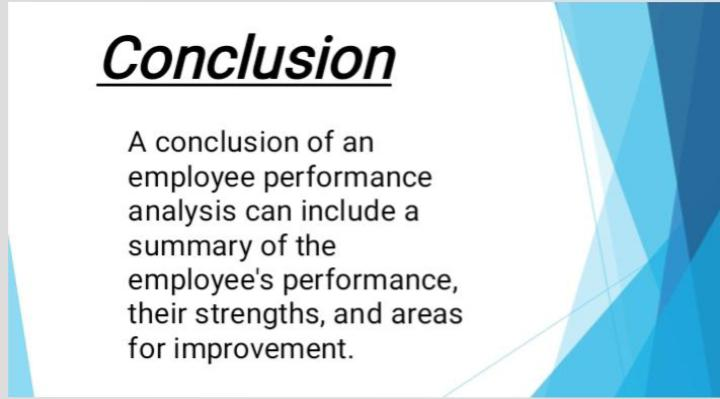 Conclusion
A conclusion of an
employee performance
analysis can include a
summary of the
employee's performance,
their strengths, and areas
for improvement.